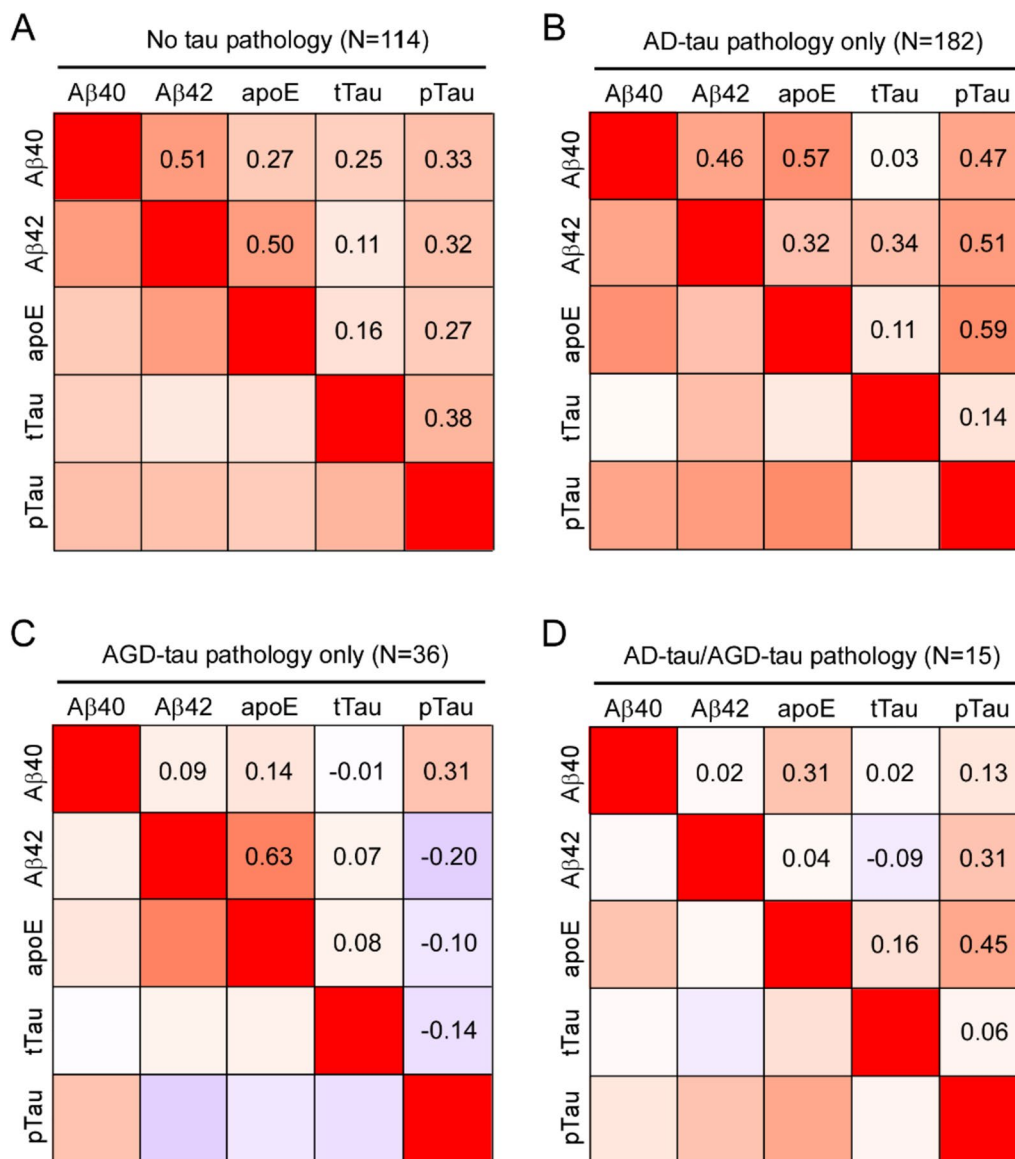 A
No tau pathology (N=114)
Aβ40 Aβ42 apoE tTau pTau
Aβ40 0.51 0.27 0.25 0.33
Aβ42 0.50 0.11 0.32
apoE 0.16 0.27
tTau 0.38
pTau
B
AD-tau pathology only (N=182)
Aβ40 Aβ42 apoE tTau pTau
Aβ40 0.46 0.57 0.03 0.47
Aβ42 0.32 0.34 0.51
apoE 0.11 0.59
tTau 0.14
pTau
C
AGD-tau pathology only (N=36)
Aβ40 Aβ42 apoE tTau pTau
Aβ40 0.09 0.14 -0.01 0.31
Aβ42 0.63 0.07 -0.20
apoE 0.08 -0.10
tTau -0.14
pTau
D
AD-tau/AGD-tau pathology (N=15)
Aβ40 Aβ42 apoE tTau pTau
Aβ40 0.02 0.31 0.02 0.13
Aβ42 0.04 -0.09 0.31
apoE 0.16 0.45
tTau 0.06
pTau